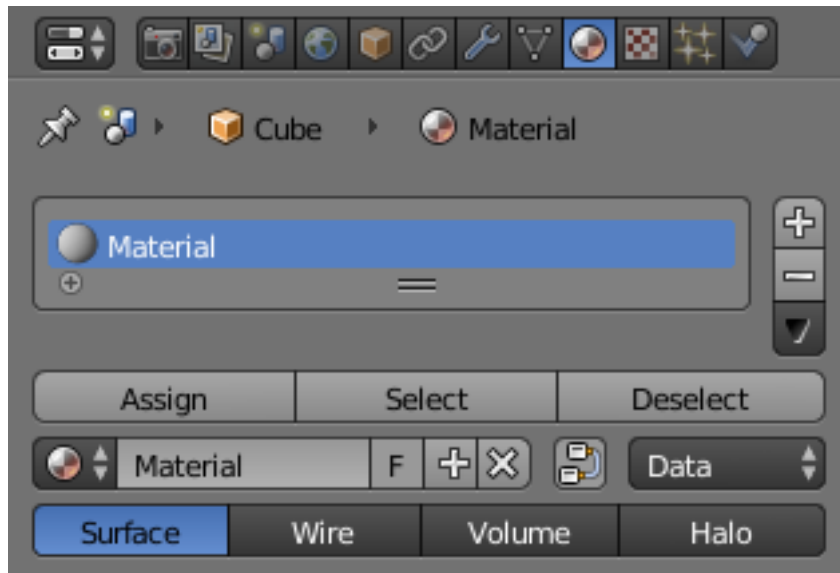 Cube Material
Material
Assign Select Deselect
Material F Data
Surface Wire Volume Halo